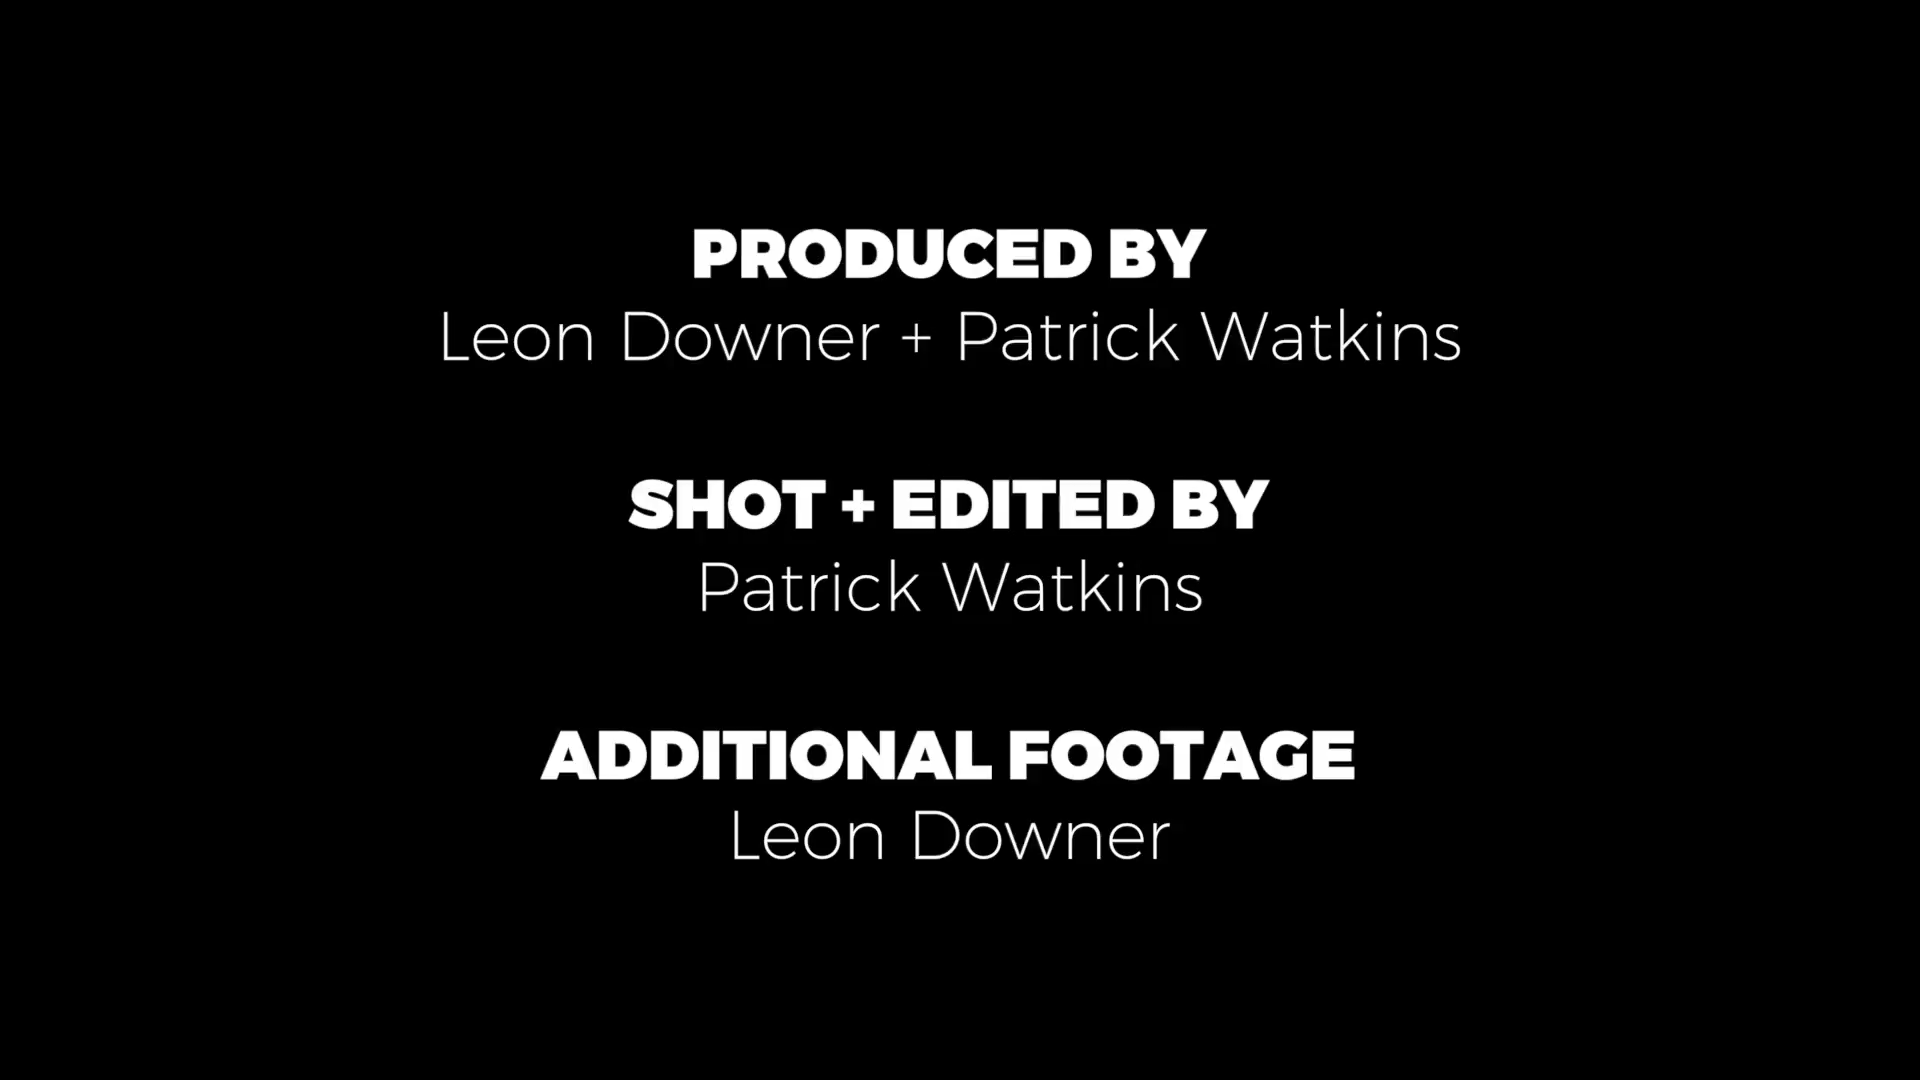 PRODUCED BY
Leon Downer + Patrick Watkins
SHOT + EDITED BY
Patrick Watkins
ADDITIONAL FOOTAGE
Leon Downer